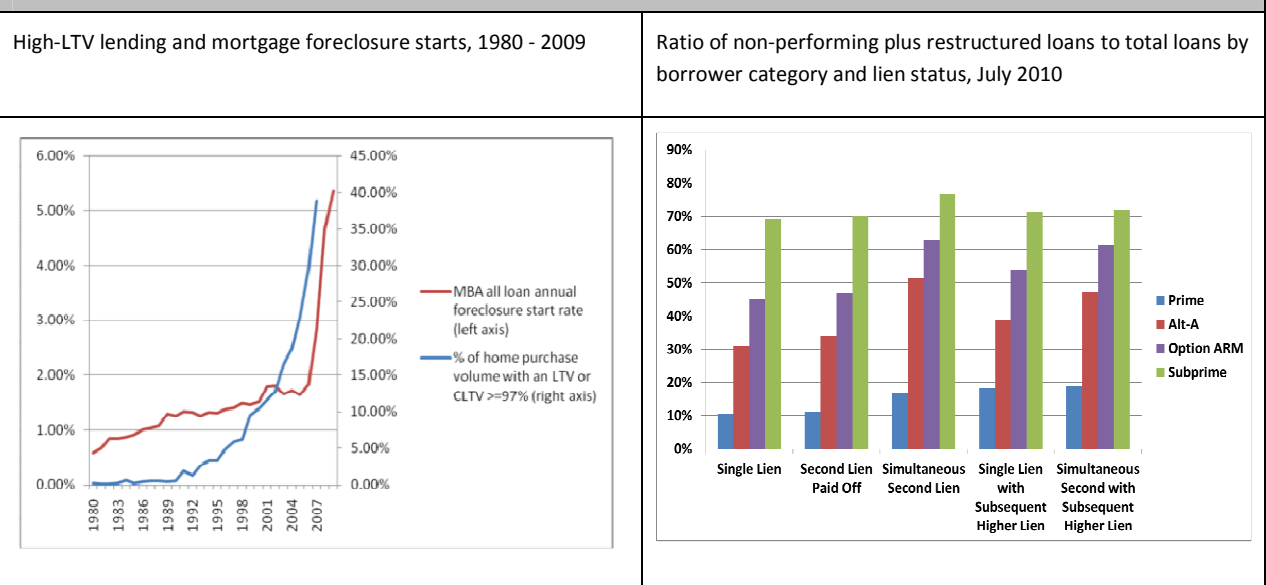 High-LTV lending and mortgage foreclosure starts, 1980 - 2009
Ratio of non-performing plus restructured loans to total loans by
borrower category and lien status, July 2010
6.00%
5.00%
4.00%
3.00%
2.00%
1.00%
0.00%
45.00%
40.00%
35.00%
30.00%
25.00%
20.00%
15.00%
10.00%
5.00%
0.00%
1980
1983
1986
1989
1992
1995
1998
2001
2004
2007
MBA all loan annual
foreclosure start rate
(left axis)
% of home purchase
volume with an LTV or
CLTV >=97% (right axis)
90%
80%
70%
60%
50%
40%
30%
20%
10%
0%
Single Lien
Second Lien
Paid Off
Simultaneous
Second Lien
Single Lien
with
Subsequent
Higher Lien
Simultaneous
Second with
Subsequent
Higher Lien
Prime
Alt-A
Option ARM
Subprime